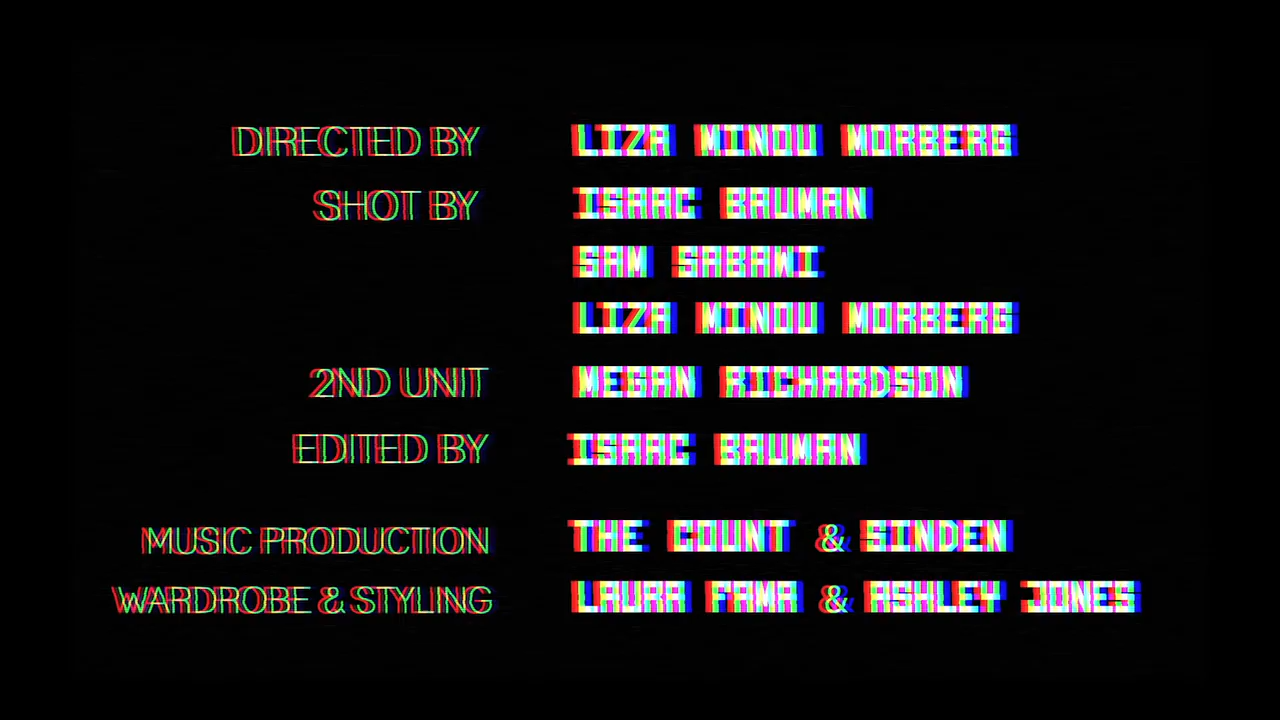 DIRECTED BY LIZA MINOU MORBERG
SHOT BY ISAAC BAUMAN
SAM SABAWI
LIZA MINOU MORBERG
2ND UNIT MEGAN RICHARDSON
EDITED BY ISAAC BAUMAN
MUSIC PRODUCTION THE COUNT & SINDEN
WARDROBE & STYLING LAURA FAMA & ASHLEY JONES